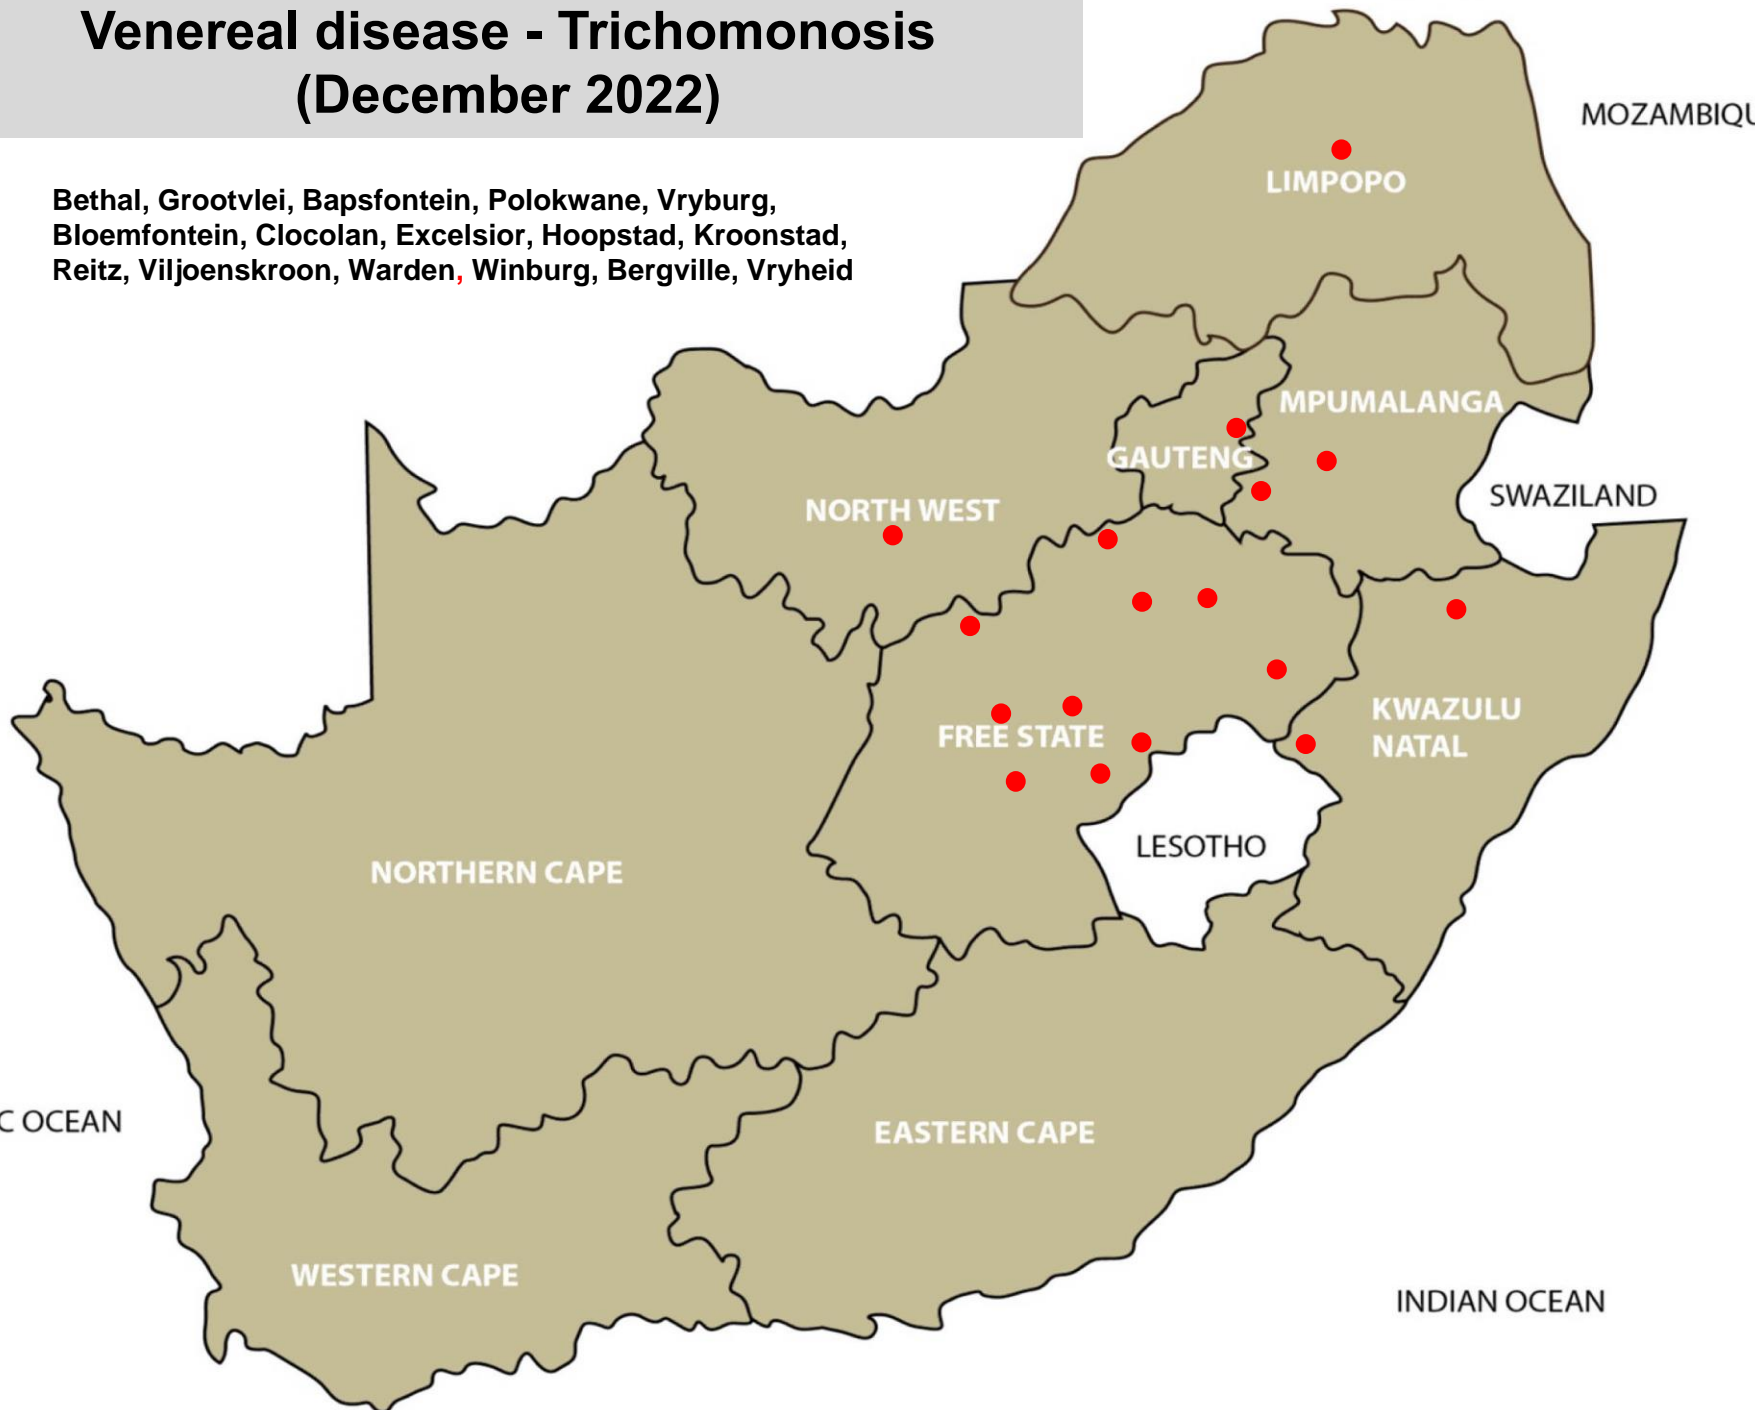 Venereal disease - Trichomonosis
(December 2022)
Bethal, Grootvlei, Bapsfontein, Polokwane, Vryburg,
Bloemfontein, Clocolan, Excelsior, Hoopstad, Kroonstad,
Reitz, Viljoenskroon, Warden, Winburg, Bergville, Vryheid
MOZAMBIQU
LIMPOPO
MPUMALANGA
GAUTENG
SWAZILAND
NORTH WEST
KWAZULU
NATAL
FREE STATE
LESOTHO
NORTHERN CAPE
C OCEAN
EASTERN CAPE
WESTERN CAPE
INDIAN OCEAN